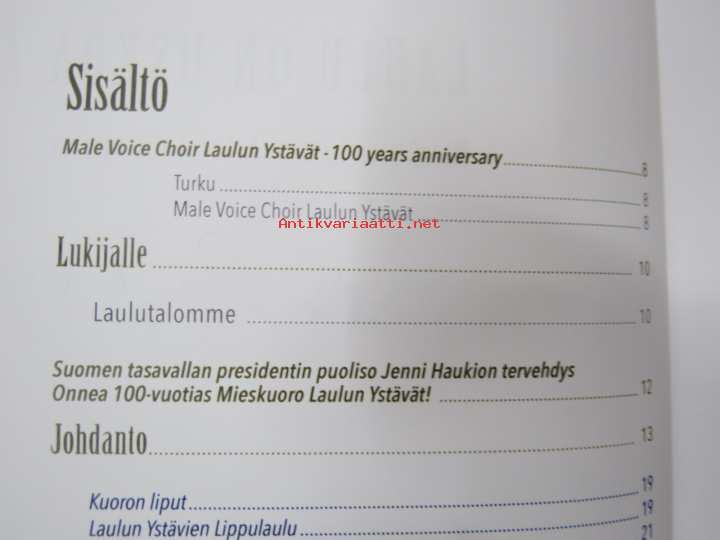 Sisältö
Male Voice Choir Laulun Ystävät - 100 years anniversary 8
Turku 8
Male Voice Choir Laulun Ystävät 8
Antikvariaatti.net
Lukijalle 10
Laulutalomme 10
Suomen tasavallan presidentin puoliso Jenni Haukion tervehdys
Onnea 100-vuotias Mieskuoro Laulun Ystävät! 12
Johdanto 13
19
Kuoron liput 19
Laulun Ystävien Lippulaulu 21